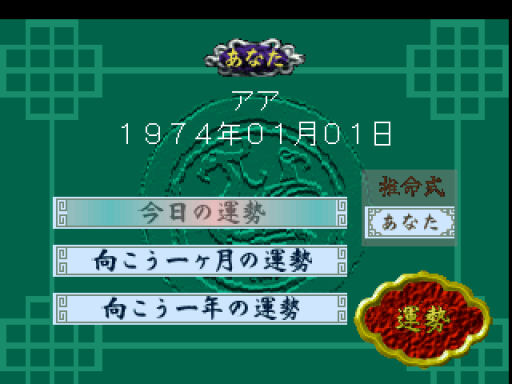 あなた
アア
１９７４年０１月０１日
推命式
あなた
今日の運勢
向こう一ヶ月の運勢
向こう一年の運勢
運勢